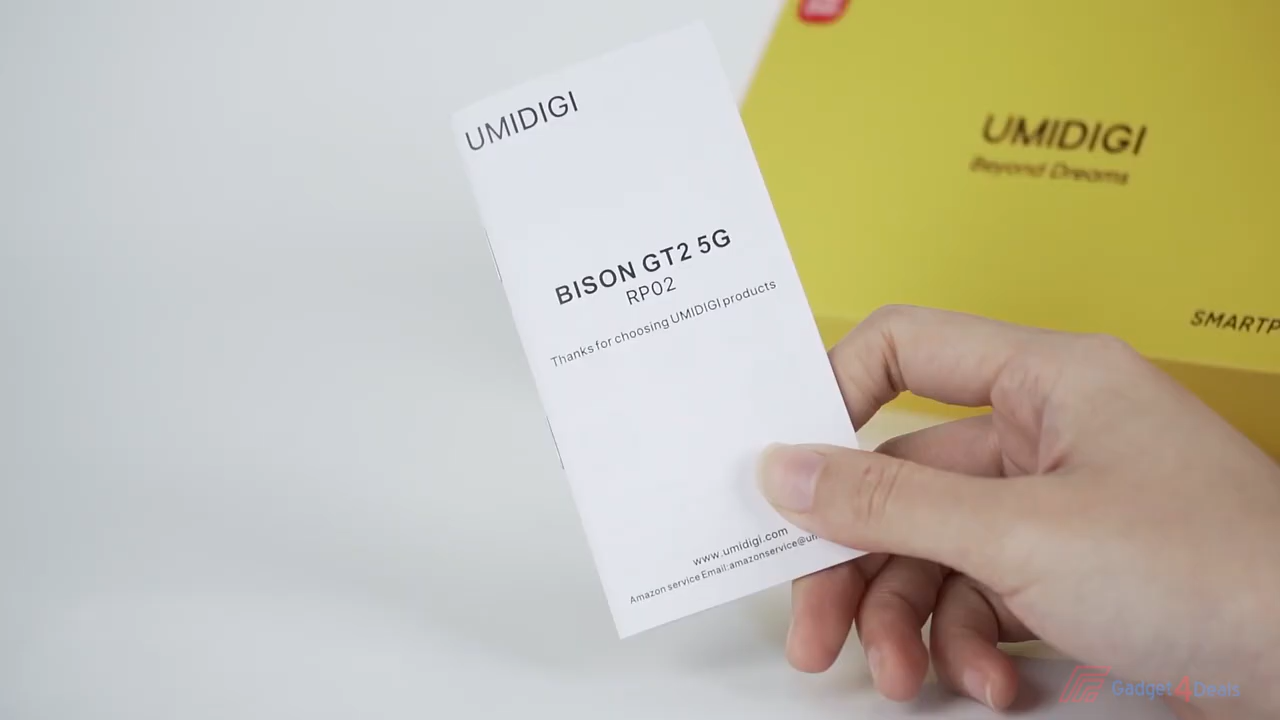 UMIDIGI
BISON GT2 5G
RP02
Thanks for choosing UMIDIGI products
www.umidigi.com
Amazon service Email:amazonservice@um
UMIDIGI
Beyond Dreams
SMARTP
Gadget4Deals